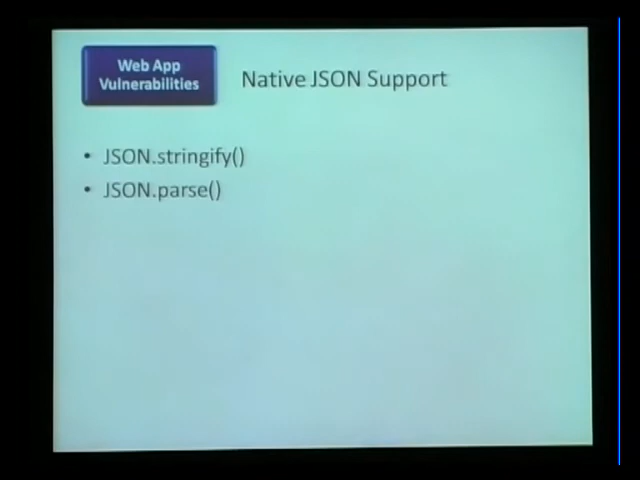 Web App
Vulnerabilities
Native JSON Support
• JSON.stringify()
• JSON.parse()